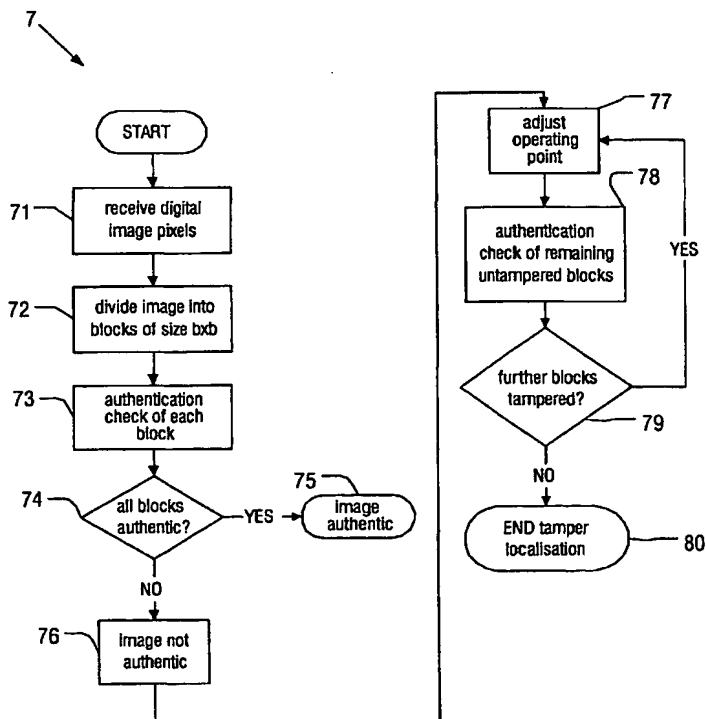 7
START
71
receive digital
image pixels
72
divide image into
blocks of size bxb
73
authentication
check of each
block
74
all blocks
authentic?
YES
75
image
authentic
NO
76
image not
authentic
77
adjust
operating
point
78
authentication
check of remaining
untampered blocks
YES
further blocks
tampered?
79
NO
END tamper
localisation
80